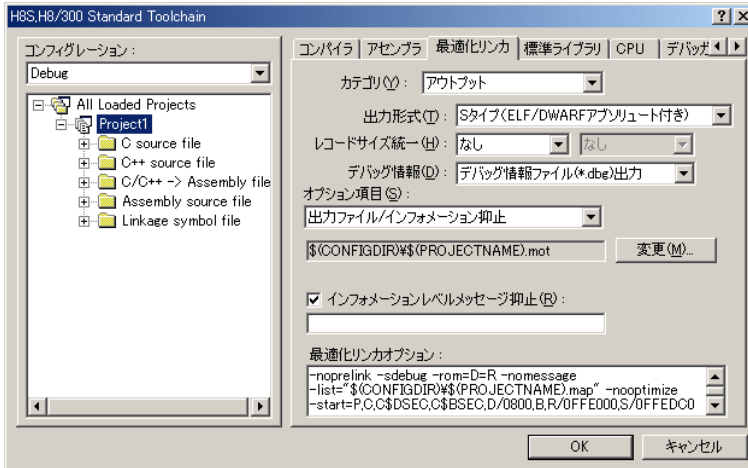 H8S,H8/300 Standard Toolchain
コンフィグレーション :
Debug
All Loaded Projects
Project1
C source file
C++ source file
C/C++ -> Assembly file
Assembly source file
Linkage symbol file
コンパイラ アセンブラ 最適化リンカ 標準ライブラリ CPU デバッガ
カテゴリ(Y) : アウトプット
出力形式(T) : Sタイプ(ELF/DWARFアブソリュート付き)
レコードサイズ統一(H) : なし なし
デバッグ情報(D) : デバッグ情報ファイル(*.dbg)出力
オプション項目(S) :
出力ファイル/インフォメーション抑止
$(CONFIGDIR)¥$(PROJECTNAME).mot 変更(M)...
インフォメーションレベルメッセージ抑止(R) :
最適化リンカオプション :
-noprelink -sdebug -rom=D=R -nomessage
-list="$(CONFIGDIR)¥$(PROJECTNAME).map" -nooptimize
-start=P,C,C$DSEC,C$BSEC,D/0800,B,R/0FFE000,S/0FFEDC0
OK キャンセル